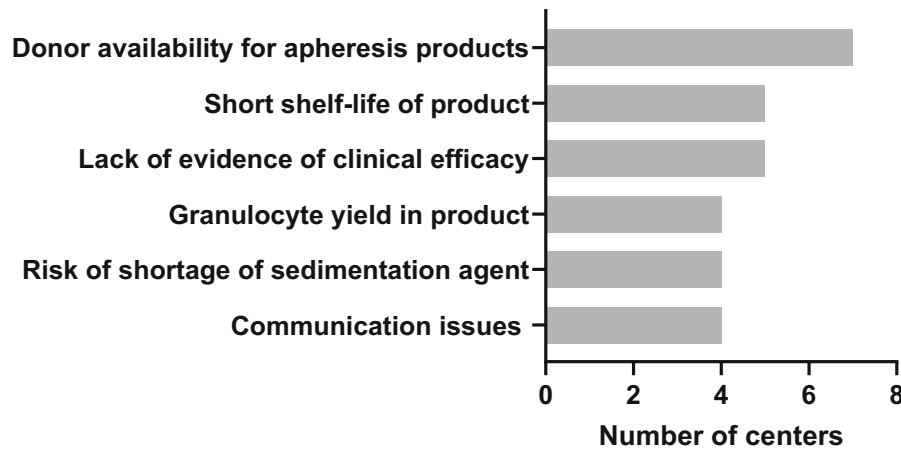 Donor availability for apheresis products
Short shelf-life of product
Lack of evidence of clinical efficacy
Granulocyte yield in product
Risk of shortage of sedimentation agent
Communication issues
0 2 4 6 8
Number of centers